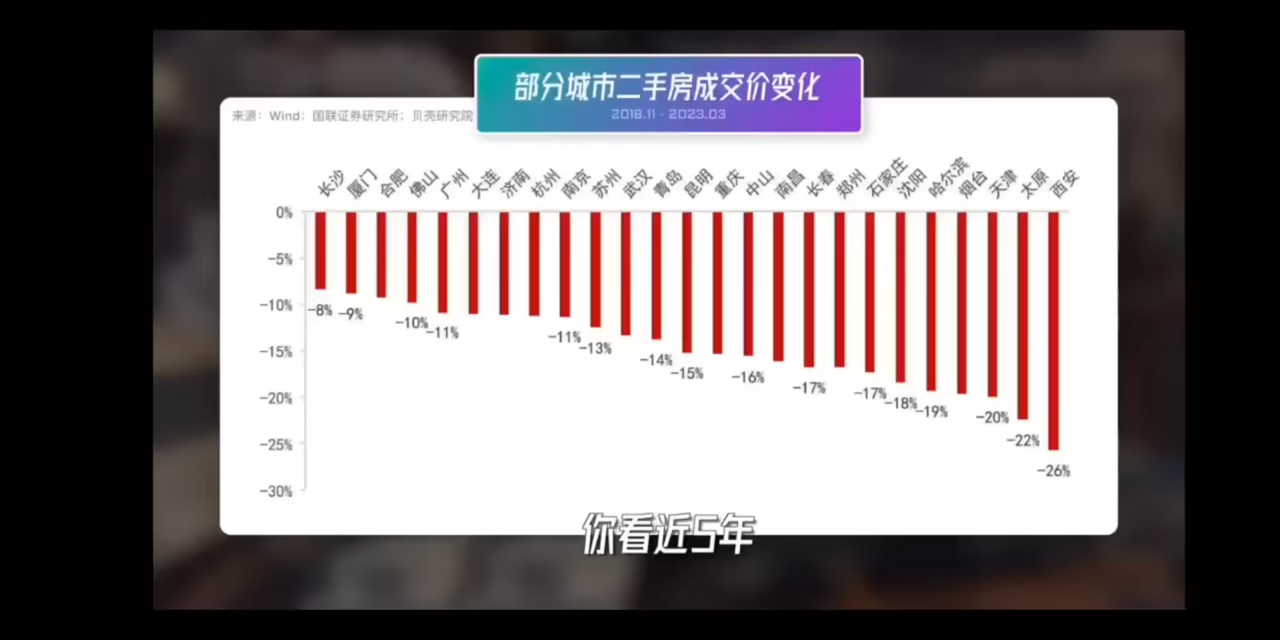 部分城市二手房成交价变化
2018.11 - 2023.03
来源：Wind；国联证券研究所；贝壳研究院
长沙 厦门 合肥 佛山 广州 大连 济南 杭州 南京 苏州 武汉 青岛 昆明 重庆 中山 南昌 长春 郑州 石家庄 沈阳 哈尔滨 烟台 天津 太原 西安
0%
-5%
-10%
-15%
-20%
-25%
-30%
-8% -9% -10% -11% -11% -13% -14% -15% -16% -17% -17% -18% -19% -20% -22% -26%
你看近5年